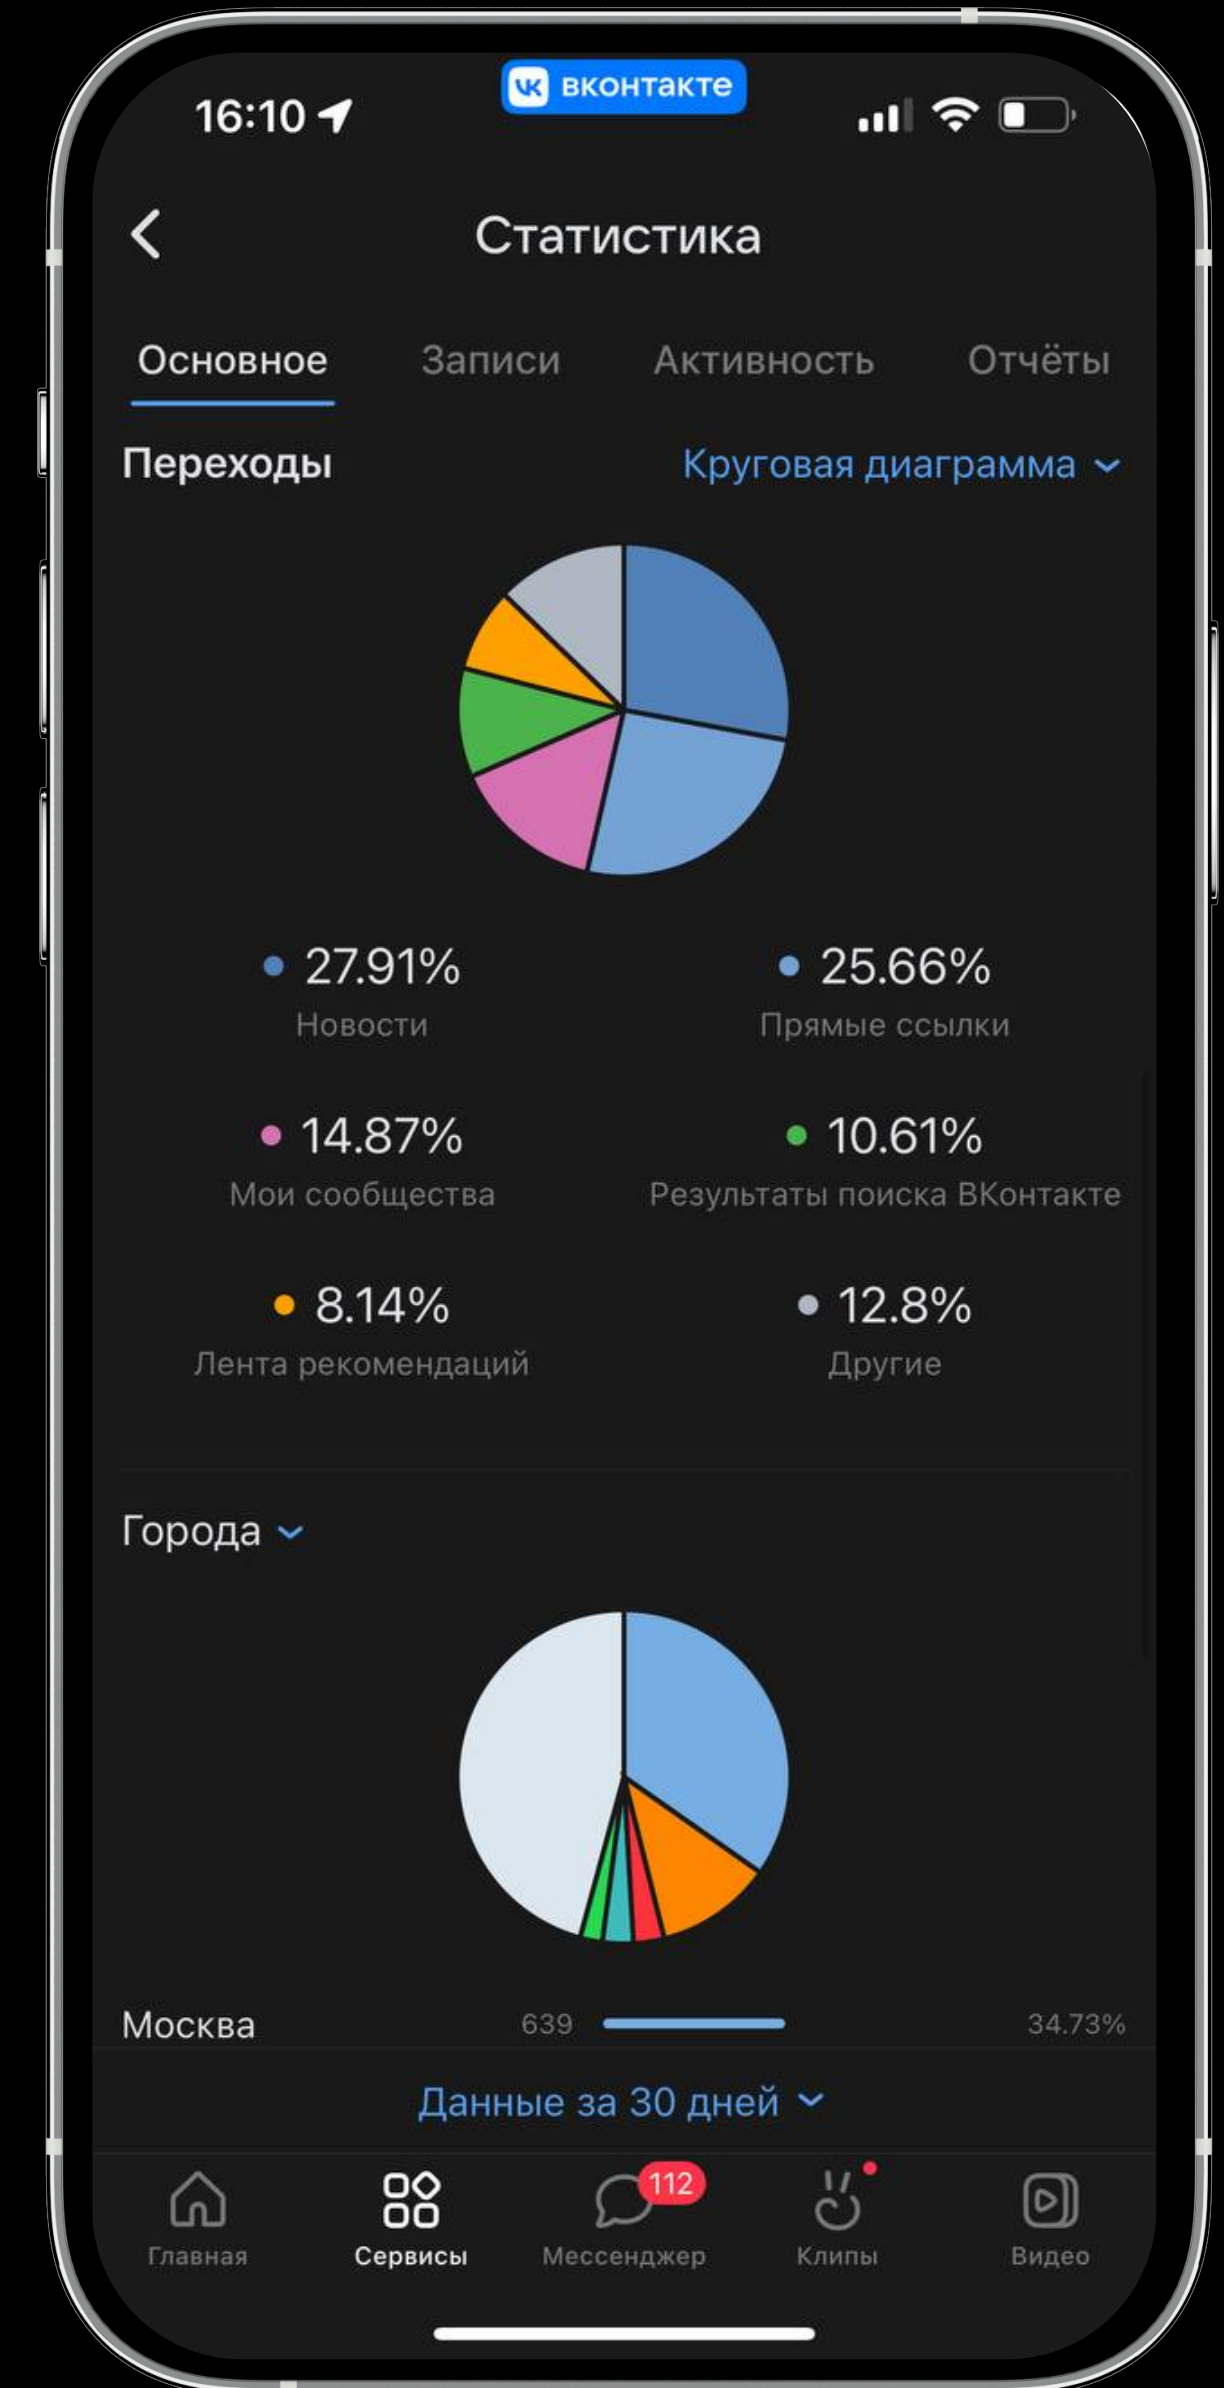 16:10
вконтакте
Статистика
Основное Записи Активность Отчёты
Переходы Круговая диаграмма
27.91% 25.66%
Новости Прямые ссылки
14.87% 10.61%
Мои сообщества Результаты поиска ВКонтакте
8.14% 12.8%
Лента рекомендаций Другие
Города
Москва 639 34.73%
Данные за 30 дней
112
Главная Сервисы Мессенджер Клипы Видео